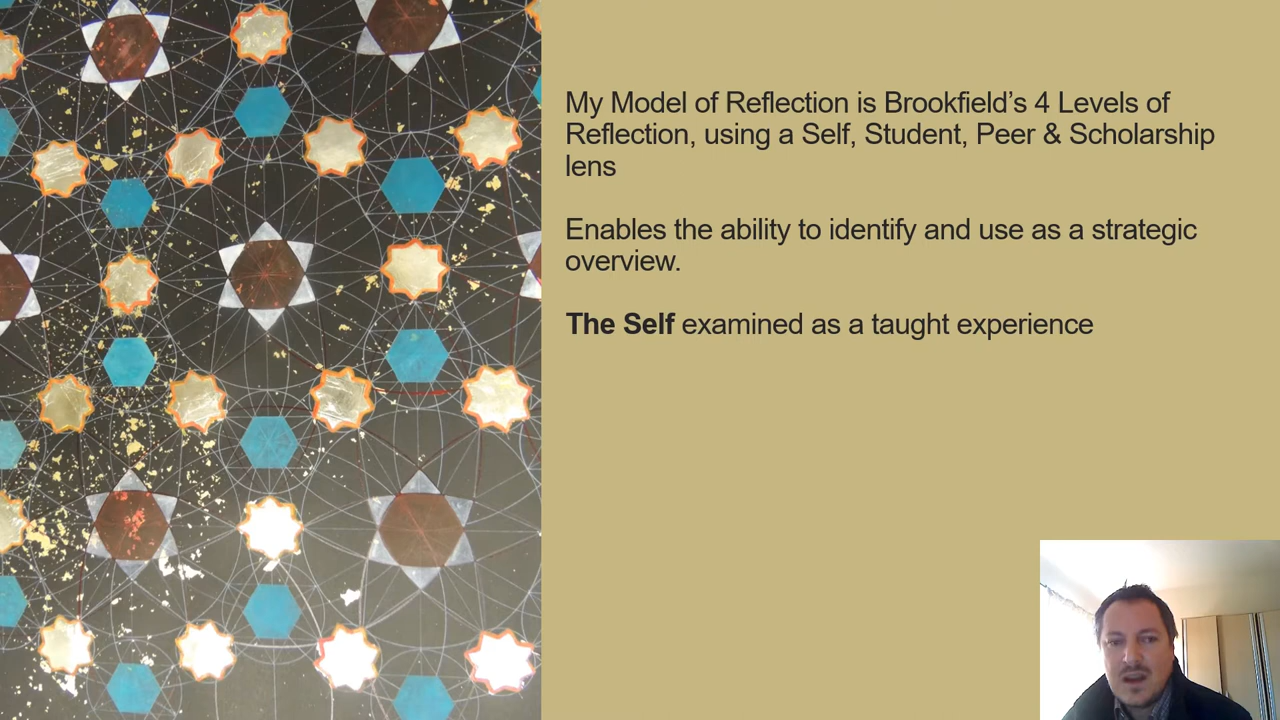 My Model of Reflection is Brookfield’s 4 Levels of
Reflection, using a Self, Student, Peer & Scholarship
lens
Enables the ability to identify and use as a strategic
overview.
The Self examined as a taught experience